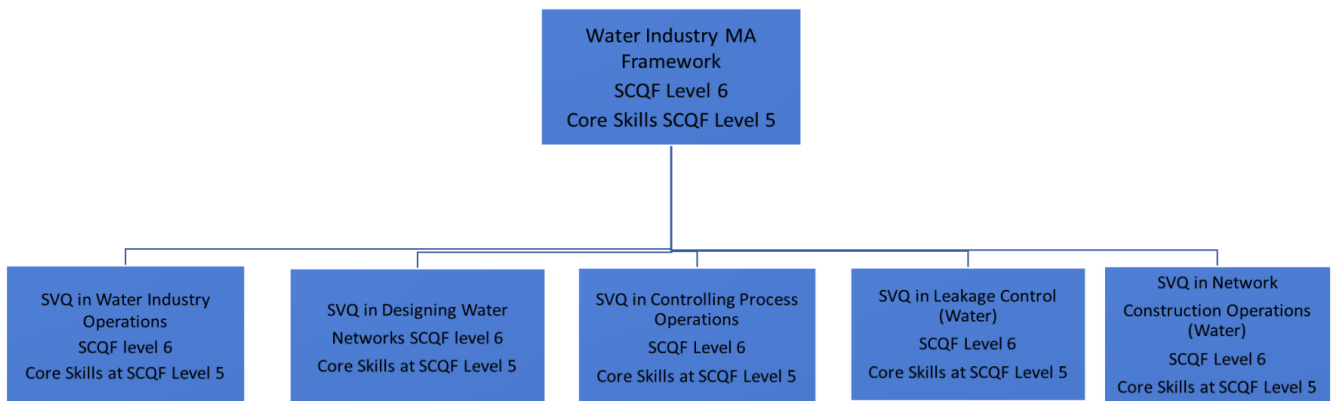 Water Industry MA
Framework
SCQF Level 6
Core Skills SCQF Level 5
SVQ in Water Industry
Operations
SCQF level 6
Core Skills at SCQF Level 5
SVQ in Designing Water
Networks SCQF level 6
Core Skills at SCQF Level 5
SVQ in Controlling Process
Operations
SCQF Level 6
Core Skills at SCQF Level 5
SVQ in Leakage Control
(Water)
SCQF Level 6
Core Skills at SCQF Level 5
SVQ in Network
Construction Operations
(Water)
SCQF Level 6
Core Skills at SCQF Level 5